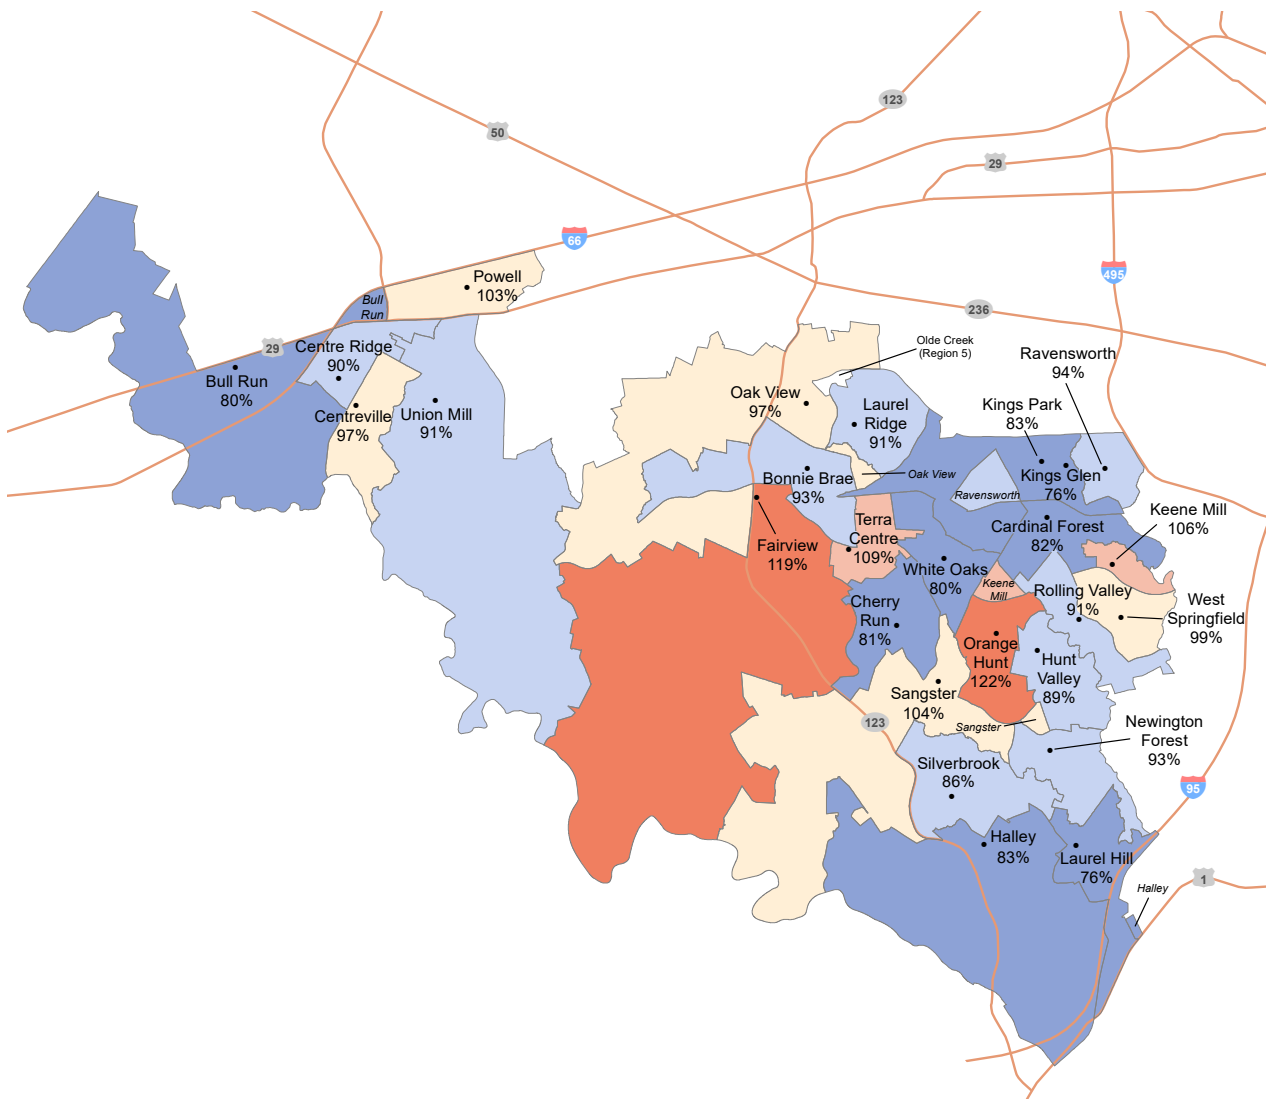 123
50
29
66
495
Powell
103%
Bull
Run
236
Olde Creek
(Region 5)
29
Centre Ridge
90%
Ravensworth
94%
Bull Run
80%
Oak View
97%
Laurel
Ridge
91%
Kings Park
83%
Centreville
97%
Union Mill
91%
Bonnie Brae
93%
Oak View
Kings Glen
76%
Ravensworth
Keene Mill
106%
Terra
Centre
109%
Cardinal Forest
82%
Fairview
119%
White Oaks
80%
Keene
Mill
Rolling Valley
91%
West
Springfield
99%
Cherry
Run
81%
Orange
Hunt
122%
Hunt
Valley
89%
Sangster
104%
Sangster
123
Newington
Forest
93%
Silverbrook
86%
95
Halley
83%
Laurel Hill
76%
1
Halley